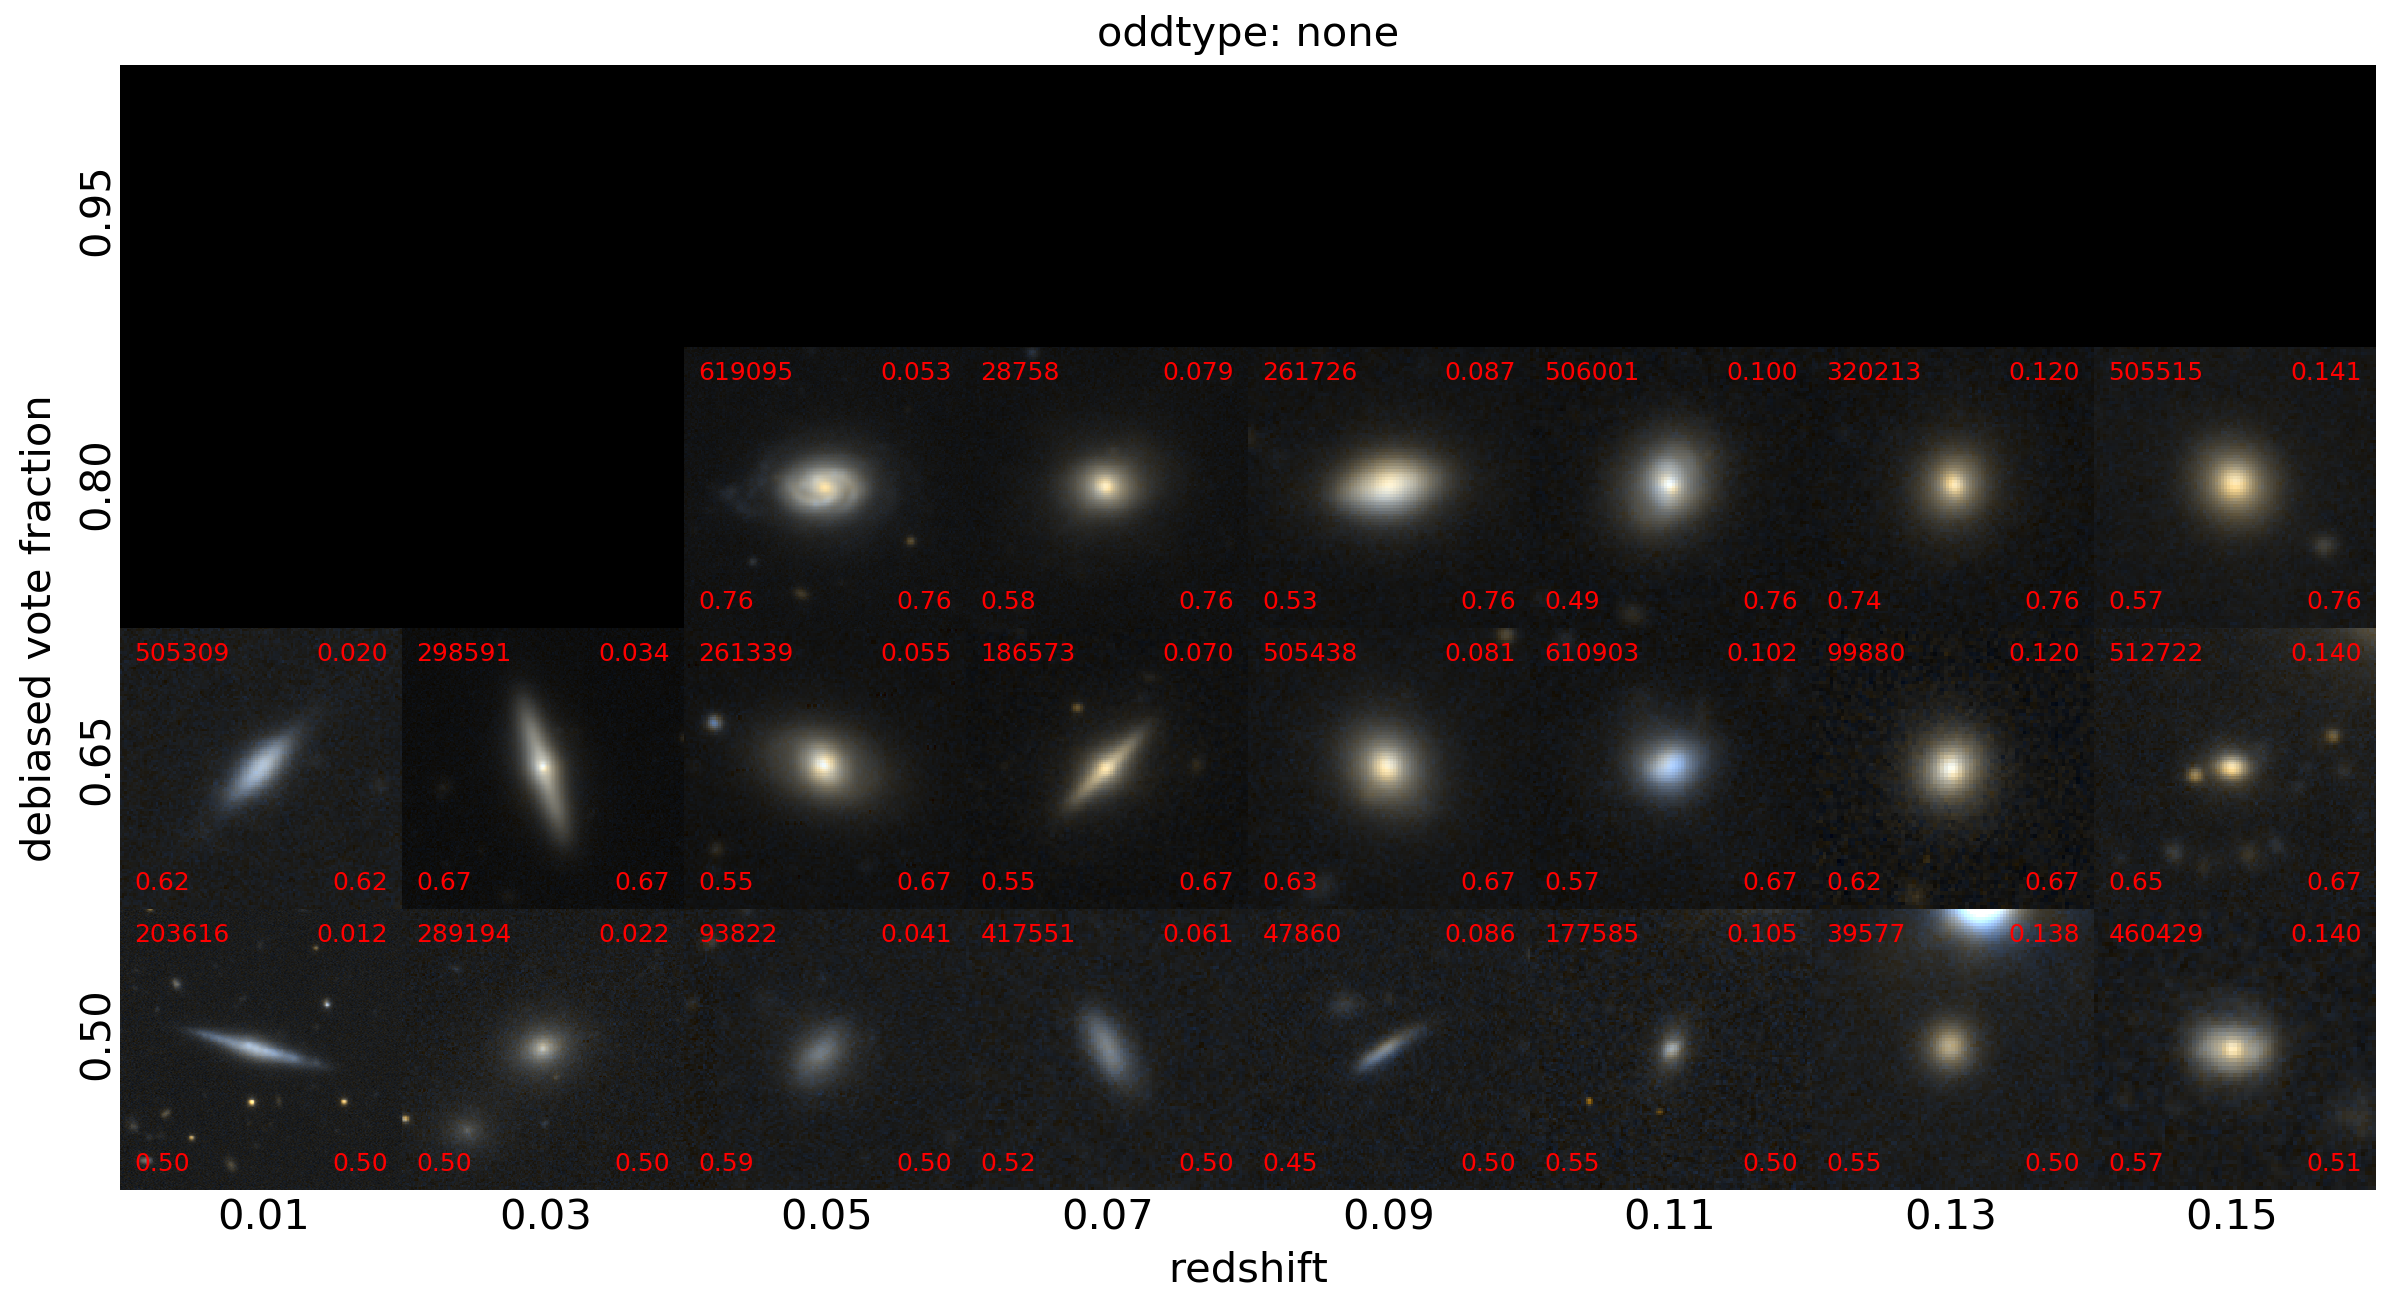 oddtype: none
debiased vote fraction
0.95
0.80
619095 0.053 28758 0.079 261726 0.087 506001 0.100 320213 0.120 505515 0.141
0.76 0.76 0.58 0.76 0.53 0.76 0.49 0.76 0.74 0.76 0.57 0.76
0.65
505309 0.020 298591 0.034 261339 0.055 186573 0.070 505438 0.081 610903 0.102 99880 0.120 512722 0.140
0.62 0.62 0.67 0.67 0.55 0.67 0.55 0.67 0.63 0.67 0.57 0.67 0.62 0.67 0.65 0.67
0.50
203616 0.012 289194 0.022 93822 0.041 417551 0.061 47860 0.086 177585 0.105 39577 0.138 460429 0.140
0.50 0.50 0.50 0.50 0.59 0.50 0.52 0.50 0.45 0.50 0.55 0.50 0.55 0.50 0.57 0.51
0.01 0.03 0.05 0.07 0.09 0.11 0.13 0.15
redshift